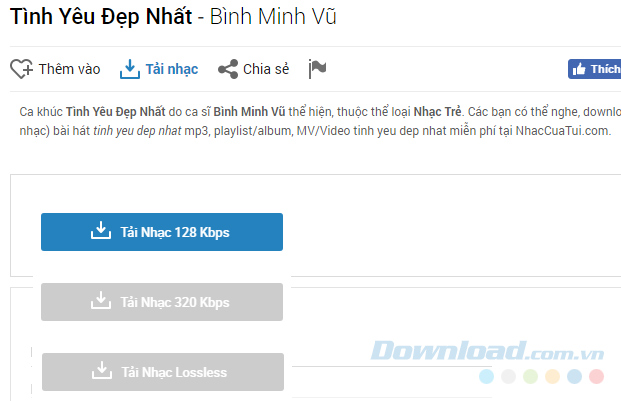 Tình Yêu Đẹp Nhất - Bình Minh Vũ
Thêm vào Tải nhạc Chia sẻ Thích
Ca khúc Tình Yêu Đẹp Nhất do ca sĩ Bình Minh Vũ thể hiện, thuộc thể loại Nhạc Trẻ. Các bạn có thể nghe, downlo
nhạc) bài hát tinh yeu dep nhat mp3, playlist/album, MV/Video tinh yeu dep nhat miễn phí tại NhacCuaTui.com.
Tải Nhạc 128 Kbps
Tải Nhạc 320 Kbps
Download.com.vn
Tải Nhạc Lossless